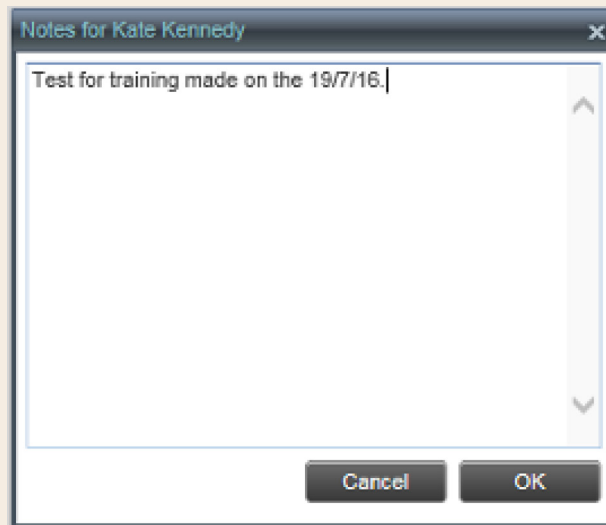 Notes for Kate Kennedy
Test for training made on the 19/7/16.
Cancel OK